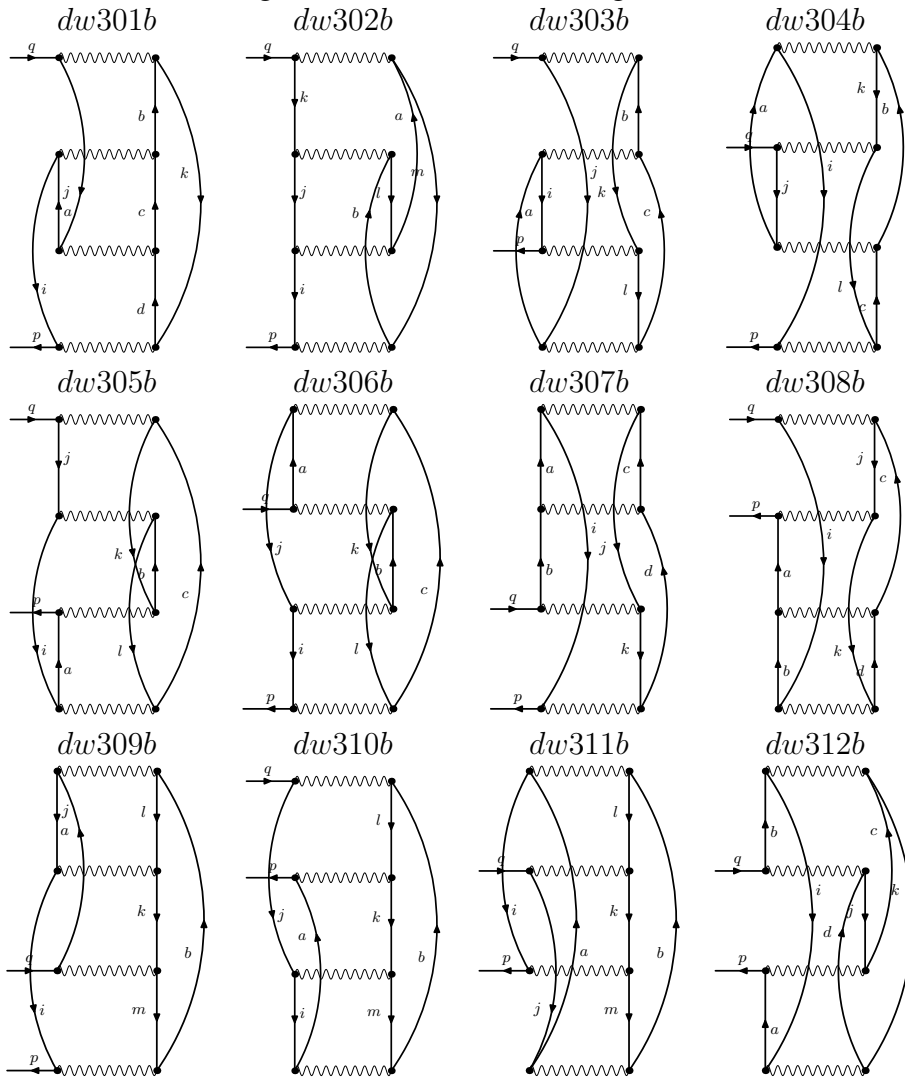 dw301b dw302b dw303b dw304b
q j a i b c d k p
q k j i a l b m p
q j i a p b k c l
a q j i k b l c p
dw305b dw306b dw307b dw308b
q j p i a k b l c
a q j i p k b l c
a b q i p c j d k
q p a b i j c k d
dw309b dw310b dw311b dw312b
j a q i p l k m b
q p j a i l k m b
q i p j a l k m b
b q p a i c j d k